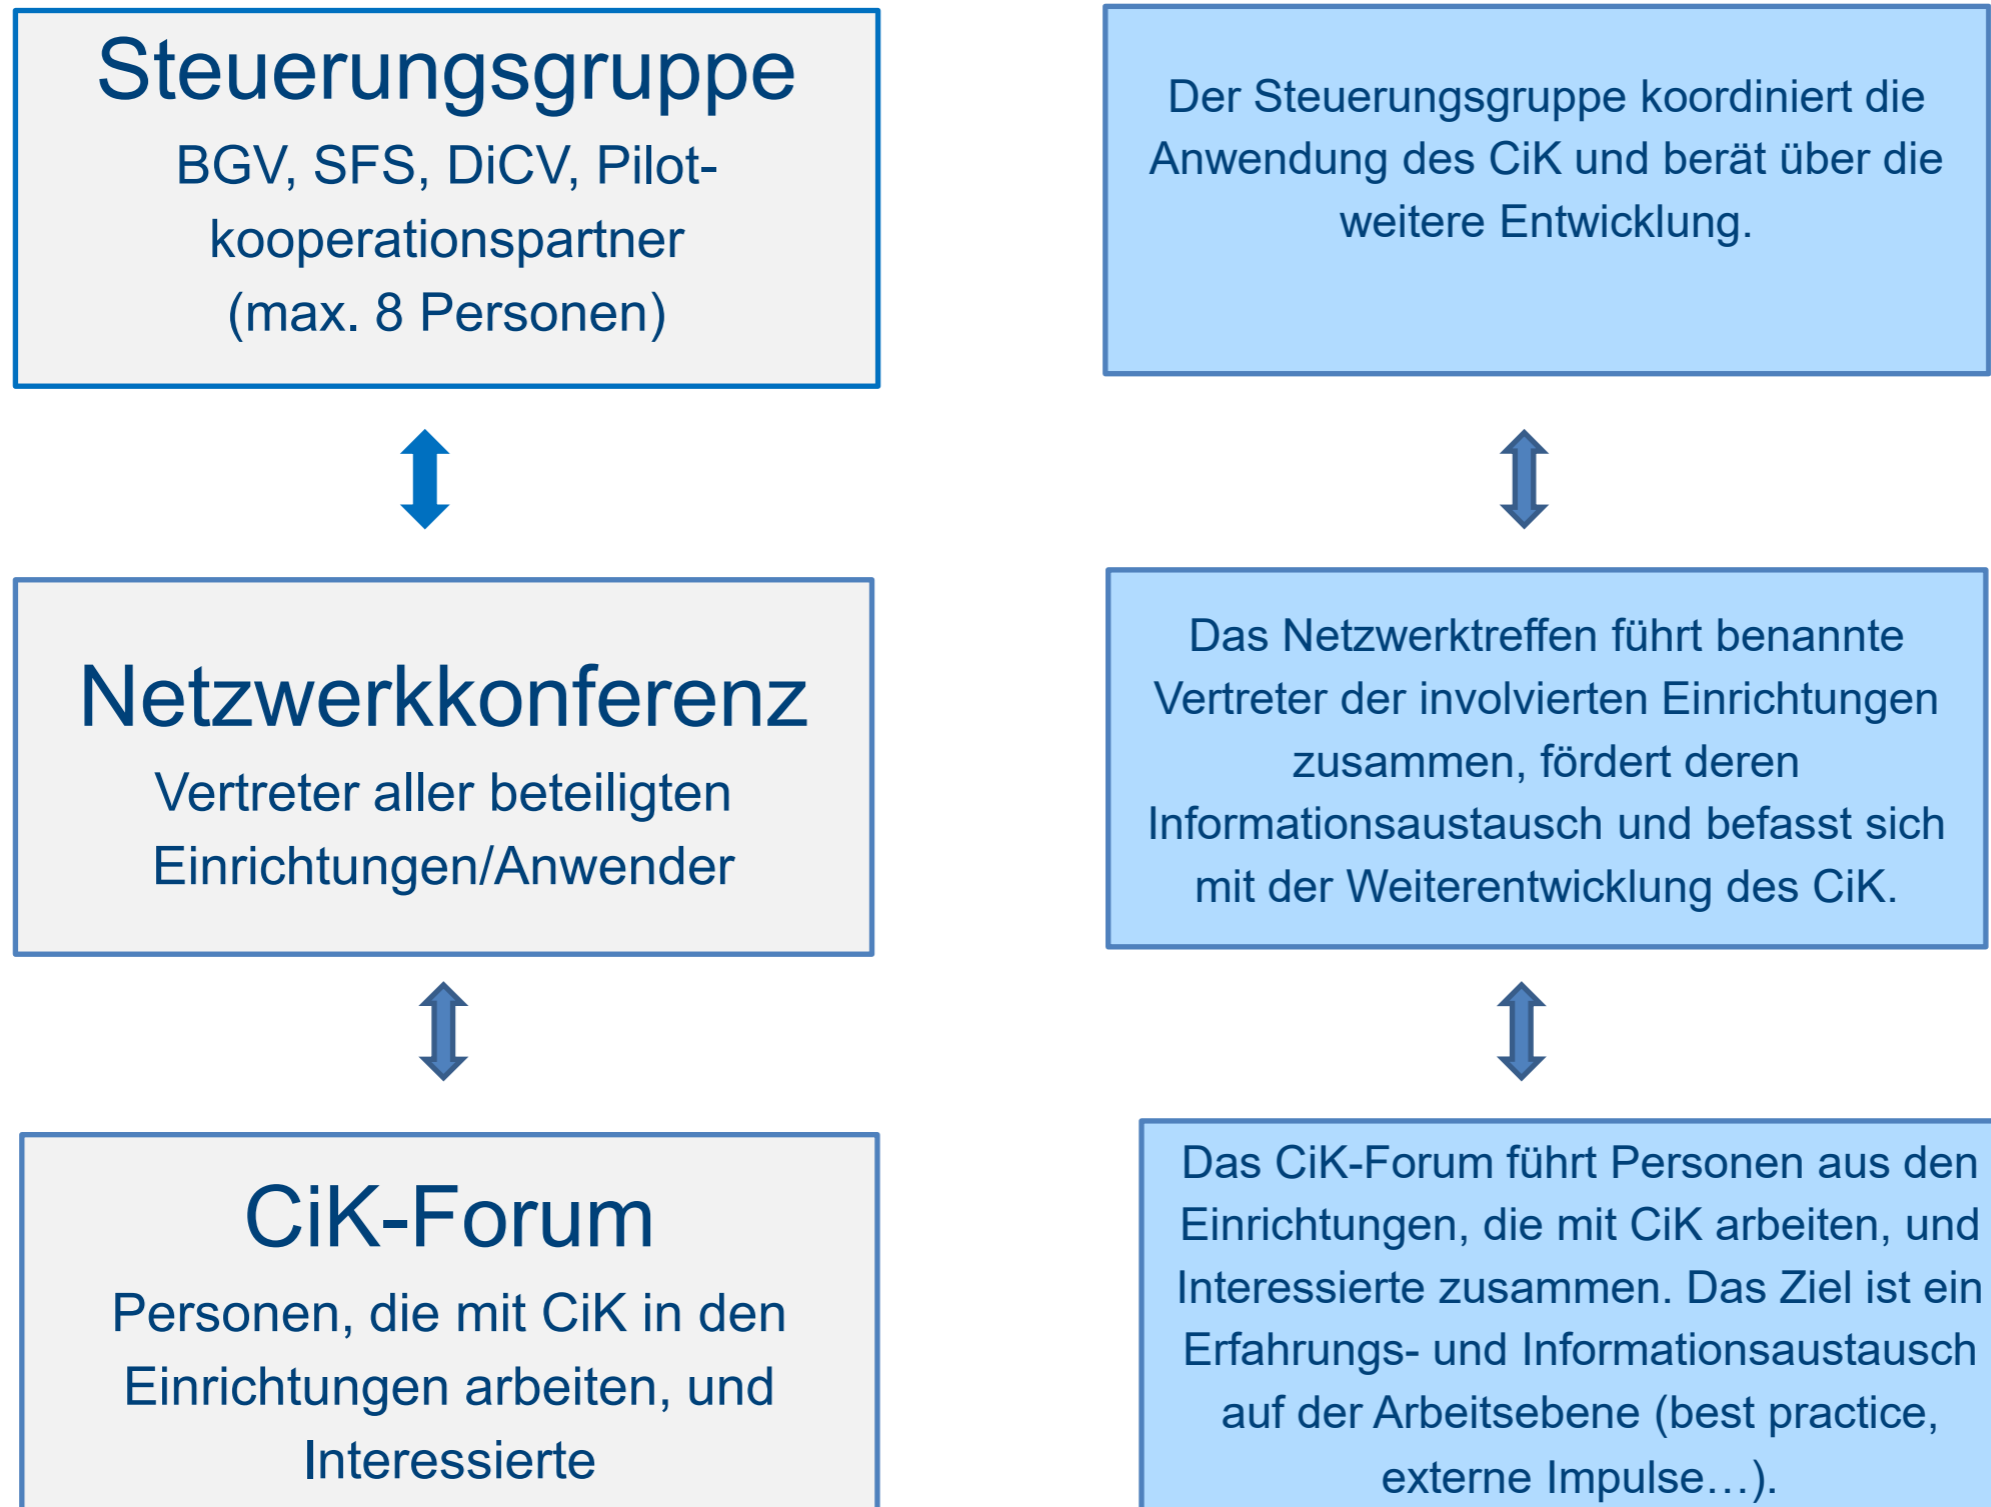 Steuerungsgruppe
BGV, SFS, DiCV, Pilot-
kooperationspartner
(max. 8 Personen)
Der Steuerungsgruppe koordiniert die
Anwendung des CiK und berät über die
weitere Entwicklung.
Netzwerkkonferenz
Vertreter aller beteiligten
Einrichtungen/Anwender
Das Netzwerktreffen führt benannte
Vertreter der involvierten Einrichtungen
zusammen, fördert deren
Informationsaustausch und befasst sich
mit der Weiterentwicklung des CiK.
CiK-Forum
Personen, die mit CiK in den
Einrichtungen arbeiten, und
Interessierte
Das CiK-Forum führt Personen aus den
Einrichtungen, die mit CiK arbeiten, und
Interessierte zusammen. Das Ziel ist ein
Erfahrungs- und Informationsaustausch
auf der Arbeitsebene (best practice,
externe Impulse…).